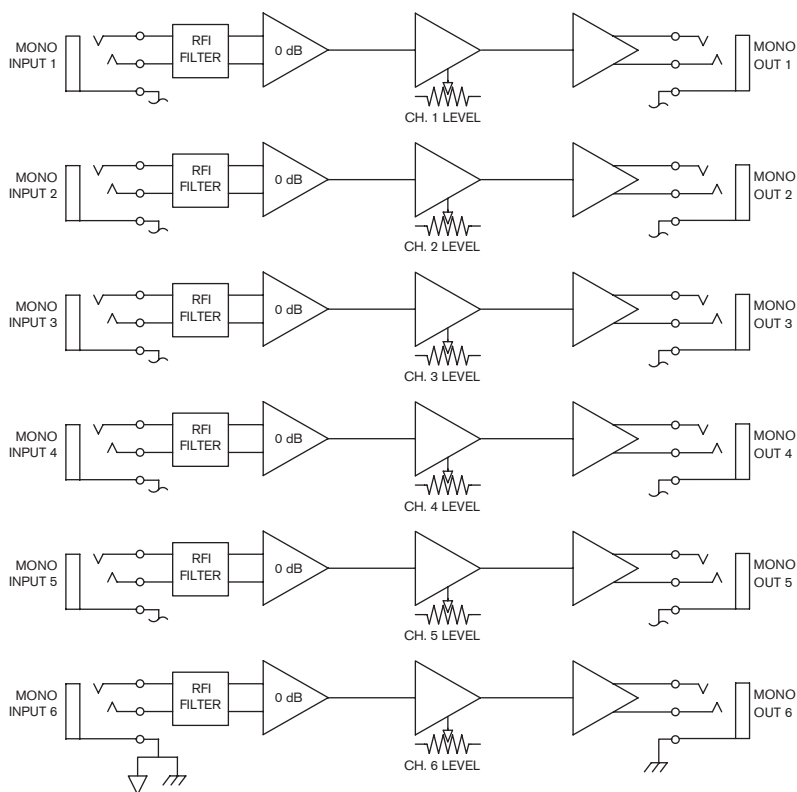 MONO
INPUT 1
RFI
FILTER
0 dB
CH. 1 LEVEL
MONO
OUT 1
MONO
INPUT 2
RFI
FILTER
0 dB
CH. 2 LEVEL
MONO
OUT 2
MONO
INPUT 3
RFI
FILTER
0 dB
CH. 3 LEVEL
MONO
OUT 3
MONO
INPUT 4
RFI
FILTER
0 dB
CH. 4 LEVEL
MONO
OUT 4
MONO
INPUT 5
RFI
FILTER
0 dB
CH. 5 LEVEL
MONO
OUT 5
MONO
INPUT 6
RFI
FILTER
0 dB
CH. 6 LEVEL
MONO
OUT 6